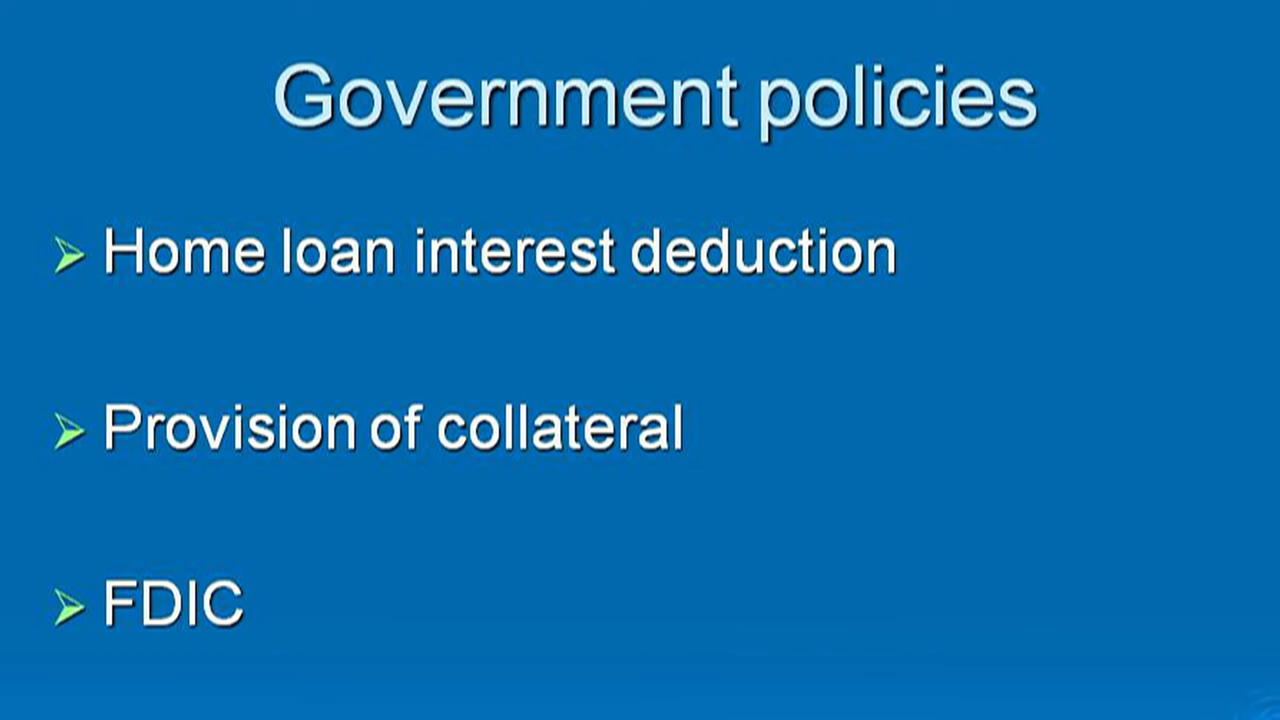 Government policies
Home loan interest deduction
Provision of collateral
FDIC